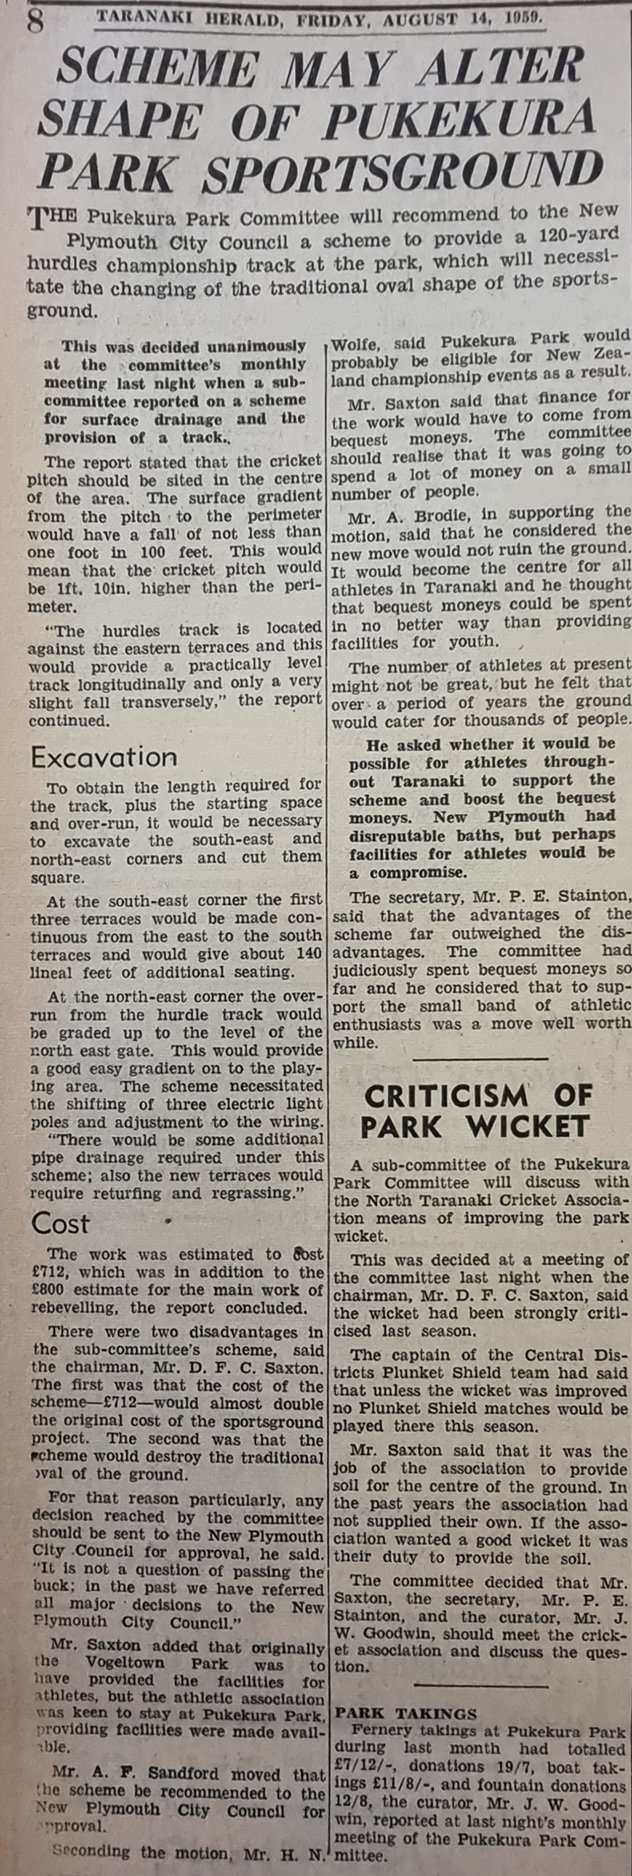 8
TARANAKI HERALD, FRIDAY, AUGUST 14, 1959.
SCHEME MAY ALTER
SHAPE OF PUKEKURA
PARK SPORTSGROUND
THE Pukekura Park Committee will recommend to the New
Plymouth City Council a scheme to provide a 120-yard
hurdles championship track at the park, which will necessi-
tate the changing of the traditional oval shape of the sports-
ground.
This was decided unanimously
at the committee's monthly
meeting last night when a sub-
committee reported on a scheme
for surface drainage and the
provision of a track.
The report stated that the cricket
pitch should be sited in the centre
of the area. The surface gradient
from the pitch to the perimeter
would have a fall of not less than
one foot in 100 feet. This would
mean that the cricket pitch would
be 1ft. 10in. higher than the peri-
meter.
"The hurdles track is located
against the eastern terraces and this
would provide a practically level
track longitudinally and only a very
slight fall transversely," the report
continued.
Excavation
To obtain the length required for
the track, plus the starting space
and over-run, it would be necessary
to excavate the south-east and
north-east corners and cut them
square.
At the south-east corner the first
three terraces would be made con-
tinuous from the east to the south
terraces and would give about 140
lineal feet of additional seating.
At the north-east corner the over-
run from the hurdle track would
be graded up to the level of the
north east gate. This would provide
a good easy gradient on to the play-
ing area. The scheme necessitated
the shifting of three electric light
poles and adjustment to the wiring.
"There would be some additional
pipe drainage required under this
scheme; also the new terraces would
require returfing and regrassing."
Cost
The work was estimated to cost
£712, which was in addition to the
£800 estimate for the main work of
rebevelling, the report concluded.
There were two disadvantages in
the sub-committee's scheme, said
the chairman, Mr. D. F. C. Saxton.
The first was that the cost of the
scheme—£712—would almost double
the original cost of the sportsground
project. The second was that the
scheme would destroy the traditional
oval of the ground.
For that reason particularly, any
decision reached by the committee
should be sent to the New Plymouth
City Council for approval, he said.
"It is not a question of passing the
buck; in the past we have referred
all major decisions to the New
Plymouth City Council."
Mr. Saxton added that originally
the Vogeltown Park was to
have provided the facilities for
athletes, but the athletic association
was keen to stay at Pukekura Park,
providing facilities were made avail-
able.
Mr. A. F. Sandford moved that
the scheme be recommended to the
New Plymouth City Council for
approval.
Seconding the motion, Mr. H. N.
Wolfe, said Pukekura Park would
probably be eligible for New Zea-
land championship events as a result.
Mr. Saxton said that finance for
the work would have to come from
bequest moneys. The committee
should realise that it was going to
spend a lot of money on a small
number of people.
Mr. A. Brodie, in supporting the
motion, said that he considered the
new move would not ruin the ground.
It would become the centre for all
athletes in Taranaki and he thought
that bequest moneys could be spent
in no better way than providing
facilities for youth.
The number of athletes at present
might not be great, but he felt that
over a period of years the ground
would cater for thousands of people.
He asked whether it would be
possible for athletes through-
out Taranaki to support the
scheme and boost the bequest
moneys. New Plymouth had
disreputable baths, but perhaps
facilities for athletes would be
a compromise.
The secretary, Mr. P. E. Stainton,
said that the advantages of the
scheme far outweighed the dis-
advantages. The committee had
judiciously spent bequest moneys so
far and he considered that to sup-
port the small band of athletic
enthusiasts was a move well worth
while.
CRITICISM OF
PARK WICKET
A sub-committee of the Pukekura
Park Committee will discuss with
the North Taranaki Cricket Associa-
tion means of improving the park
wicket.
This was decided at a meeting of
the committee last night when the
chairman, Mr. D. F. C. Saxton, said
the wicket had been strongly criti-
cised last season.
The captain of the Central Dis-
tricts Plunket Shield team had said
that unless the wicket was improved
no Plunket Shield matches would be
played there this season.
Mr. Saxton said that it was the
job of the association to provide
soil for the centre of the ground. In
the past years the association had
not supplied their own. If the asso-
ciation wanted a good wicket it was
their duty to provide the soil.
The committee decided that Mr.
Saxton, the secretary, Mr. P. E.
Stainton, and the curator, Mr. J.
W. Goodwin, should meet the crick-
et association and discuss the ques-
tion.
PARK TAKINGS
Fernery takings at Pukekura Park
during last month had totalled
£7/12/-, donations 19/7, boat tak-
ings £11/8/-, and fountain donations
12/8, the curator, Mr. J. W. Good-
win, reported at last night's monthly
meeting of the Pukekura Park Com-
mittee.